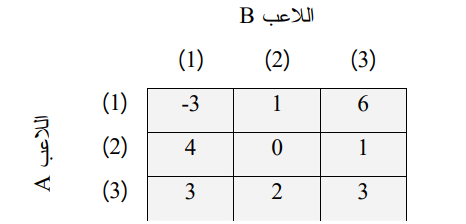 اللاعب B
(1) (2) (3)
(1) -3 1 6
اللاعب A
(2) 4 0 1
(3) 3 2 3